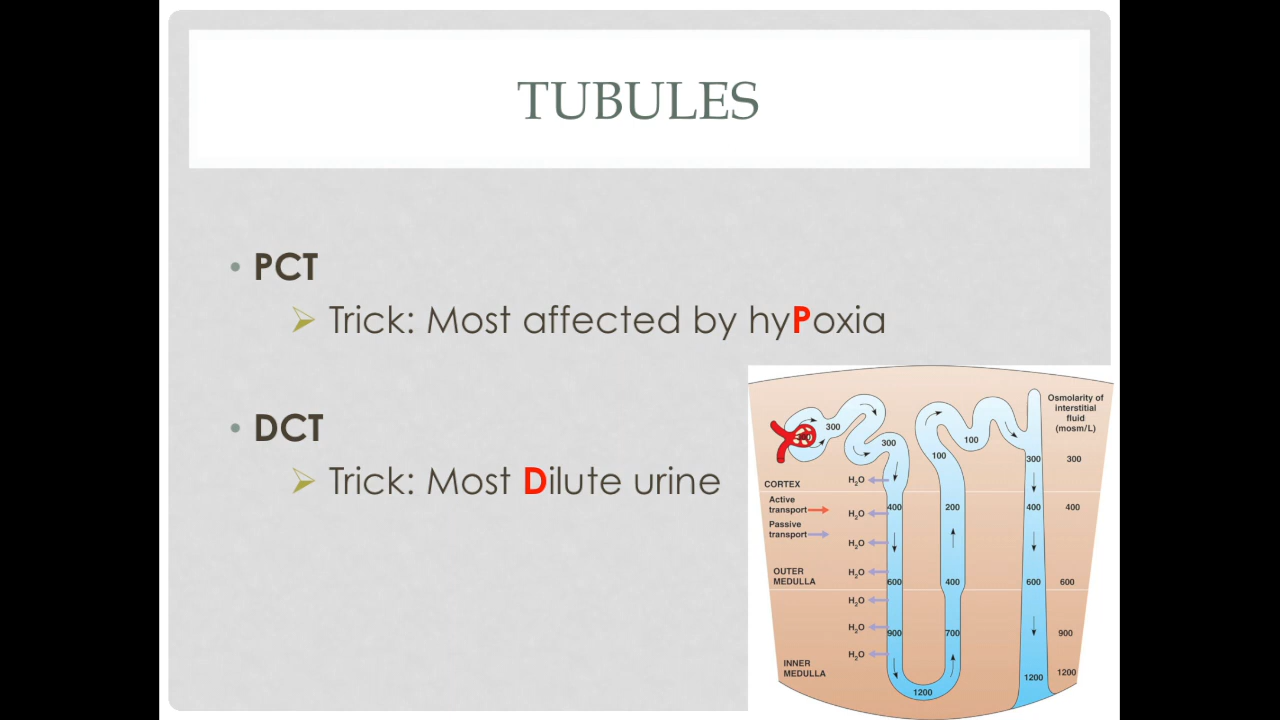 TUBULES
• PCT
➢ Trick: Most affected by hyPoxia
• DCT
➢ Trick: Most Dilute urine
Osmolarity of
interstitial
fluid
(mosm/L)
300
300
100
100
300
300
CORTEX
H₂O
Active
transport
400
200
400
400
H₂O
Passive
transport
H₂O
OUTER
MEDULLA
H₂O
600
400
600
600
H₂O
H₂O
900
700
900
H₂O
INNER
MEDULLA
1200
1200
1200